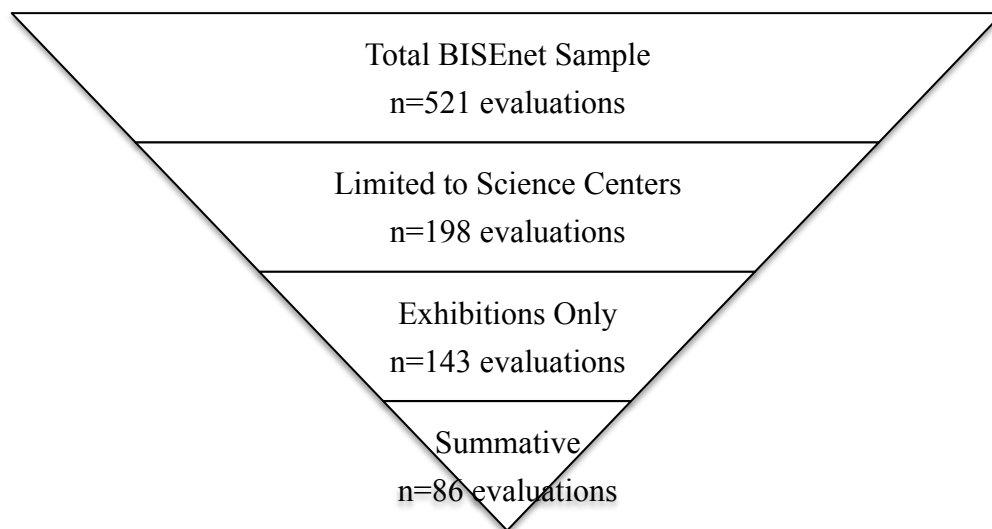 Total BISEnet Sample
n=521 evaluations
Limited to Science Centers
n=198 evaluations
Exhibitions Only
n=143 evaluations
Summative
n=86 evaluations